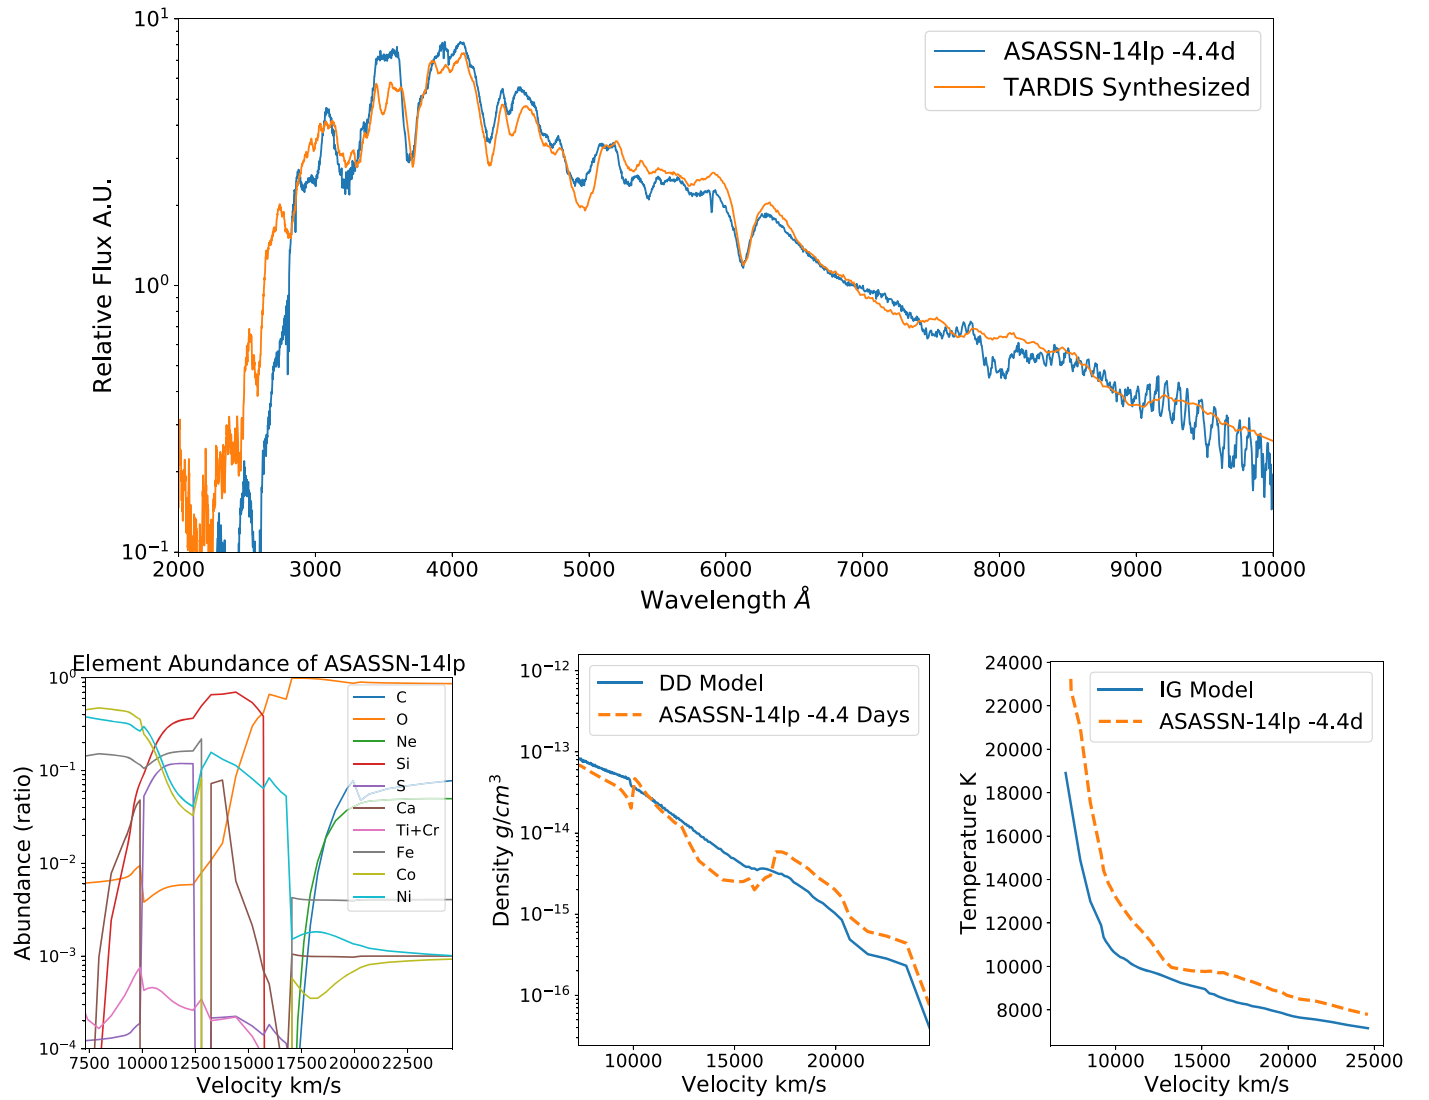 10^1
10^0
10^-1
Relative Flux A.U.
ASASSN-14lp -4.4d
TARDIS Synthesized
2000 3000 4000 5000 6000 7000 8000 9000 10000
Wavelength Å
Element Abundance of ASASSN-14lp
10^0
10^-1
10^-2
10^-3
10^-4
Abundance (ratio)
C
O
Ne
Si
S
Ca
Ti+Cr
Fe
Co
Ni
7500 10000 12500 15000 17500 20000 22500
Velocity km/s
10^-12
10^-13
10^-14
10^-15
10^-16
Density g/cm^3
DD Model
ASASSN-14lp -4.4 Days
10000 15000 20000
Velocity km/s
24000
22000
20000
18000
16000
14000
12000
10000
8000
Temperature K
IG Model
ASASSN-14lp -4.4d
10000 15000 20000 25000
Velocity km/s